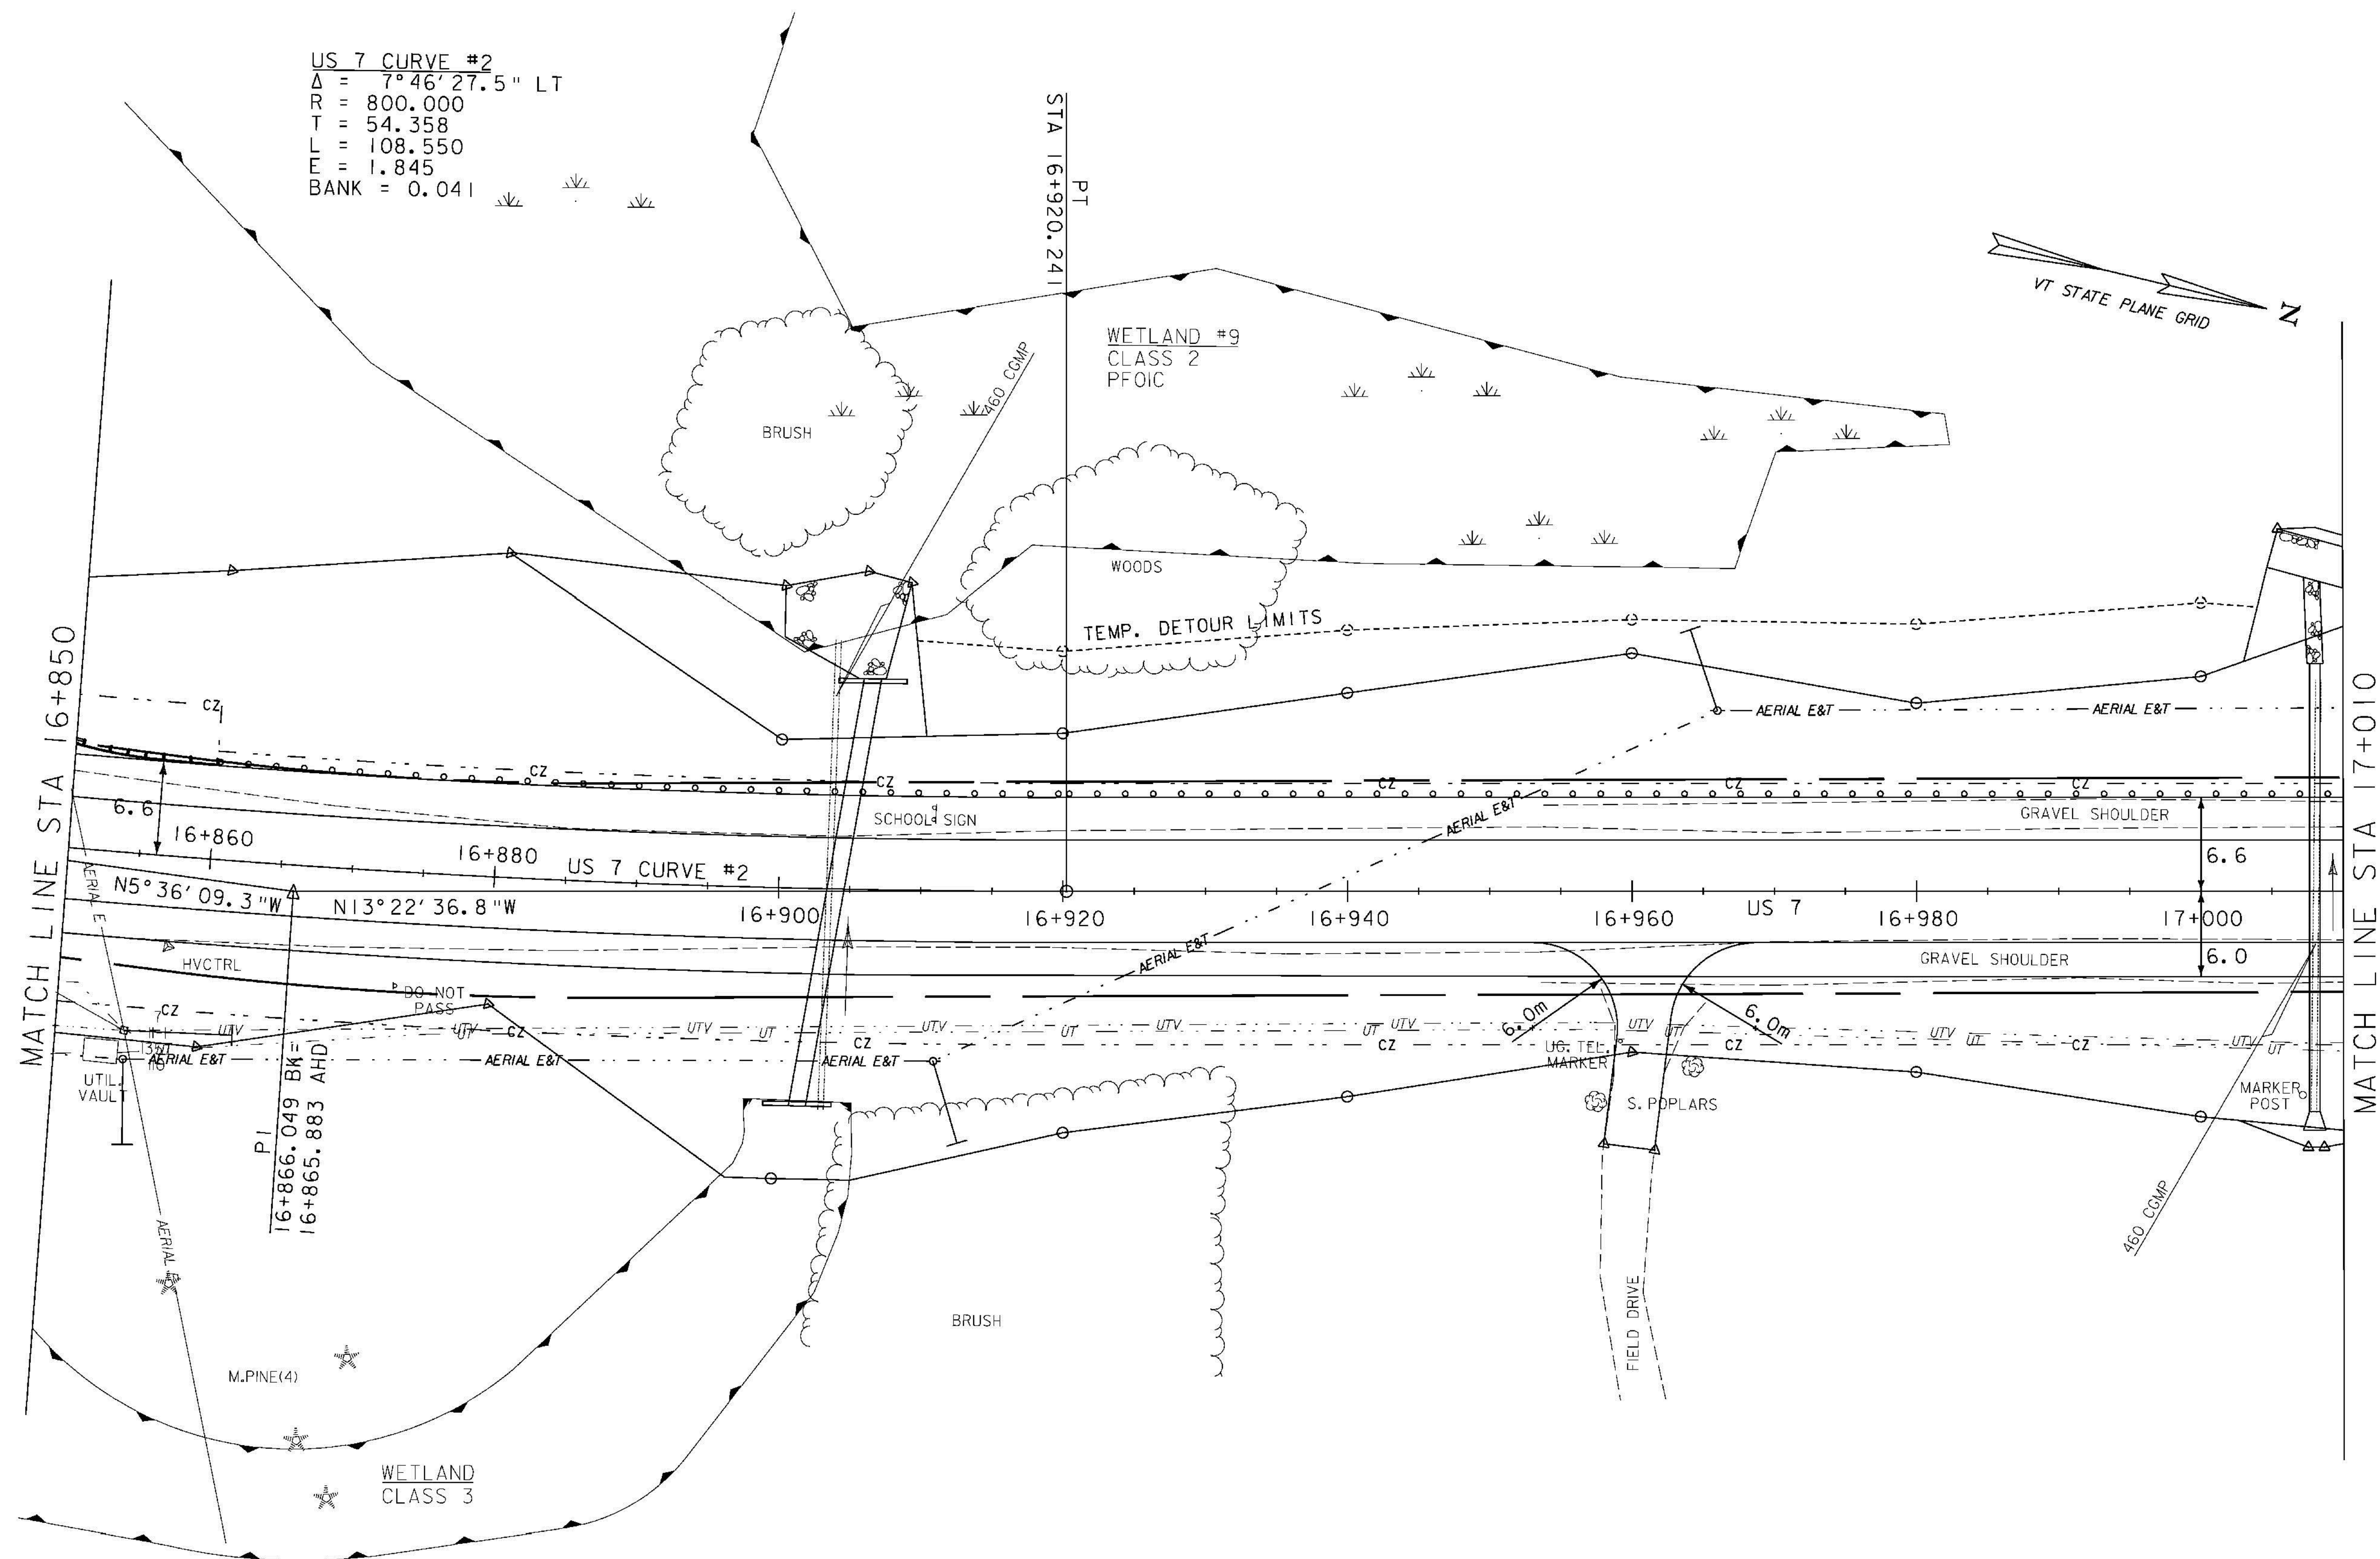 US 7 CURVE #2
Δ = 7°46'27.5" LT
R = 800.000
T = 54.358
L = 108.550
E = 1.845
BANK = 0.041
STA 16+920.241
PT
VT STATE PLANE GRID
N
WETLAND #9
CLASS 2
PFO1C
460 CGMP
BRUSH
WOODS
TEMP. DETOUR LIMITS
MATCH LINE STA 16+850
MATCH LINE STA 17+010
CZ
AERIAL E&T
AERIAL E&T
CZ
CZ
CZ
CZ
CZ
6.6
SCHOOL SIGN
AERIAL E&T
GRAVEL SHOULDER
16+860
16+880
US 7 CURVE #2
6.6
N5°36'09.3"W
N13°22'36.8"W
16+900
16+920
16+940
16+960
US 7
16+980
17+000
AERIAL E
HVCTRL
AERIAL E&T
GRAVEL SHOULDER
6.0
DO NOT
PASS
6.0m
6.0m
CZ
UTV
UTV
UT
CZ
UTV
UT
UTV
UT
UTV
UT
UTV
UTV
UT
UTV
UT
UTV
UT
CZ
CZ
CZ
CZ
AERIAL E&T
AERIAL E&T
AERIAL E&T
UG. TEL.
MARKER
UTIL.
VAULT
S. POPLARS
MARKER
POST
PI
16+866.049 BK=
16+865.883 AHD
460 CGMP
AERIAL E
FIELD DRIVE
BRUSH
M.PINE(4)
WETLAND
CLASS 3